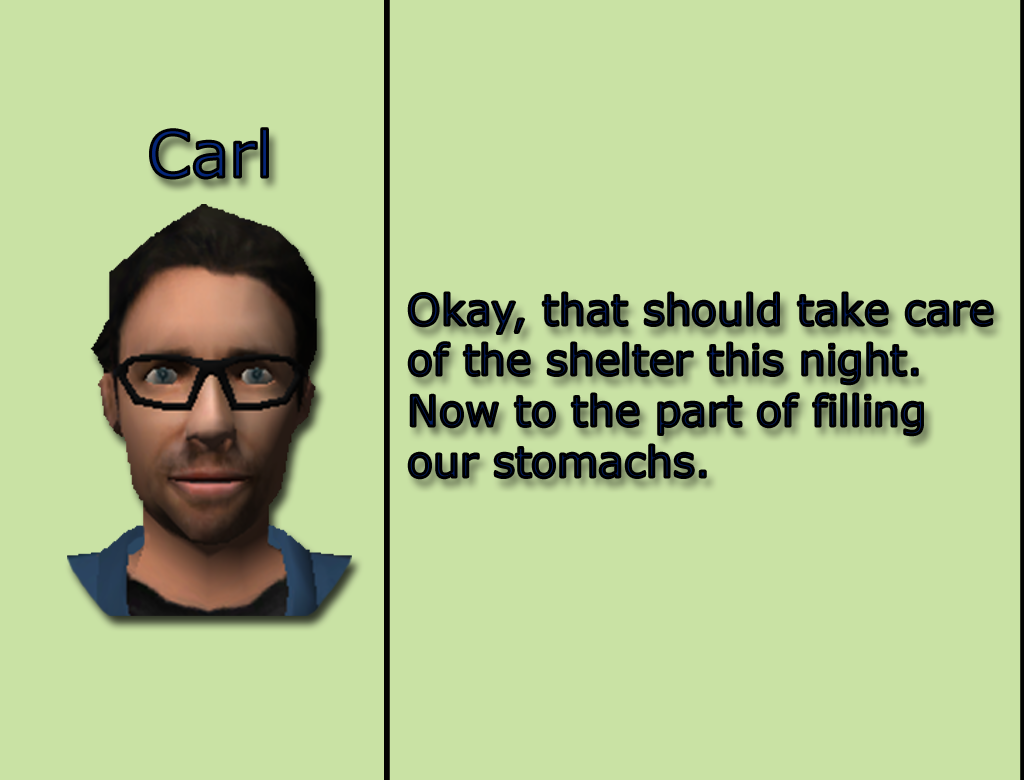 Carl
Okay, that should take care
of the shelter this night.
Now to the part of filling
our stomachs.